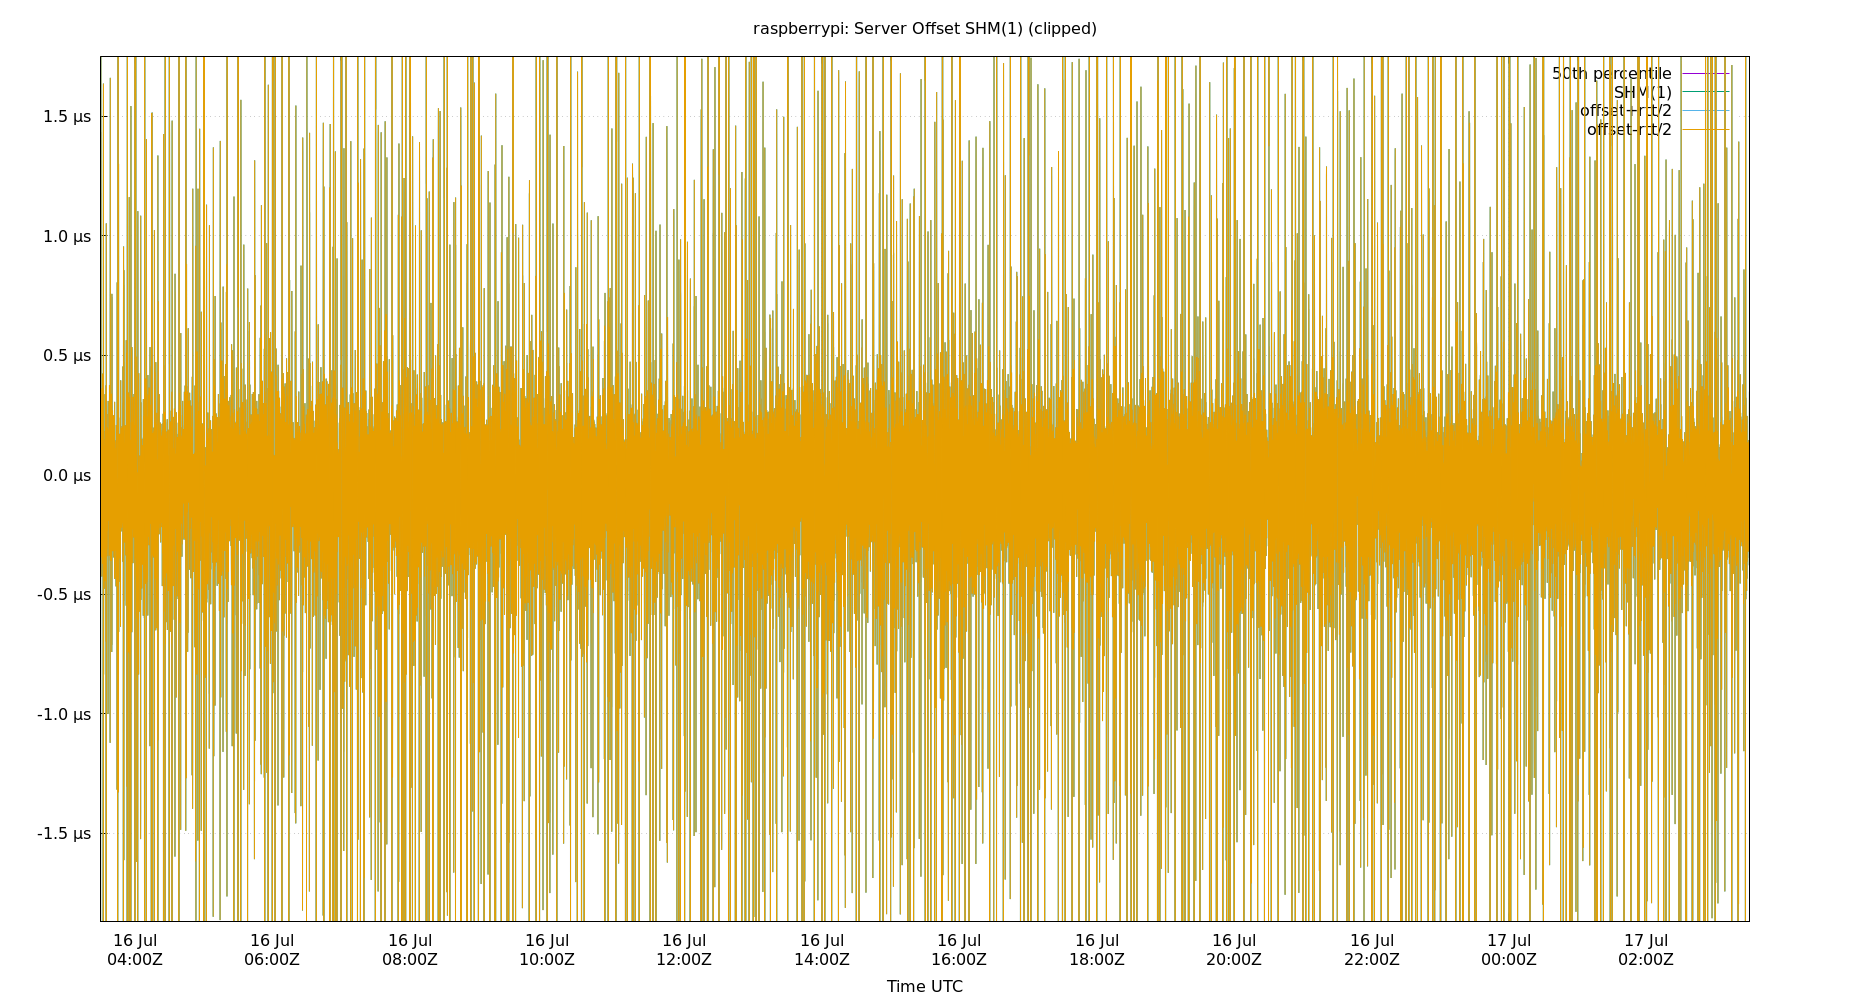 raspberrypi: Server Offset SHM(1) (clipped)
50th percentile
SHM(1)
offset+rtt/2
offset-rtt/2
1.5 µs
1.0 µs
0.5 µs
0.0 µs
-0.5 µs
-1.0 µs
-1.5 µs
16 Jul 16 Jul 16 Jul 16 Jul 16 Jul 16 Jul 16 Jul 16 Jul 16 Jul 16 Jul 17 Jul 17 Jul
04:00Z 06:00Z 08:00Z 10:00Z 12:00Z 14:00Z 16:00Z 18:00Z 20:00Z 22:00Z 00:00Z 02:00Z
Time UTC